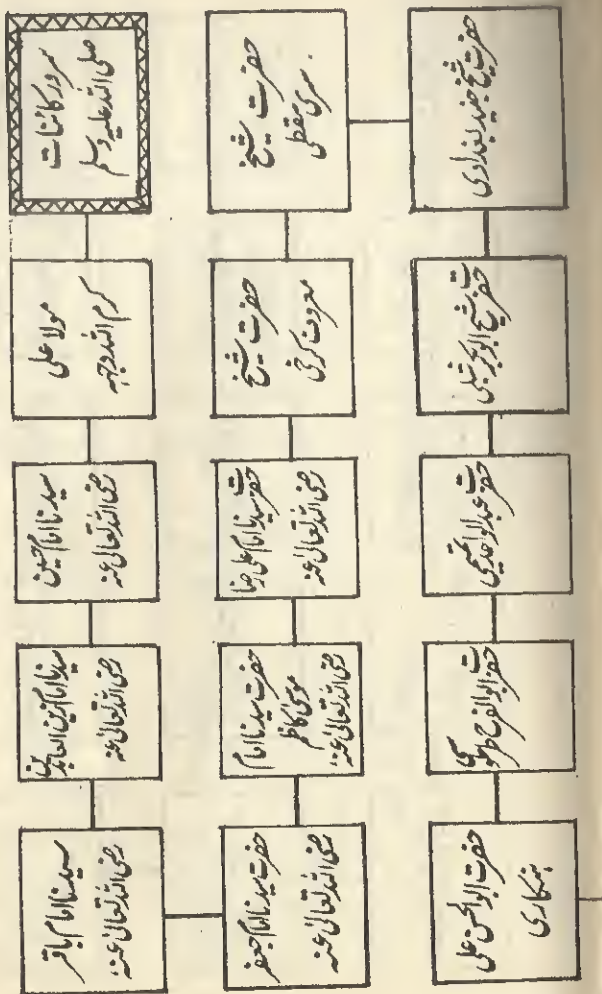 سرور کائنات
صلی اللہ علیہ وسلم
مولا علی
کرم اللہ وجہہ
سیدنا امام حسین
رضی اللہ تعالیٰ عنہ
سیدنا امام زین العابدین
رضی اللہ تعالیٰ عنہ
سیدنا امام باقر
رضی اللہ تعالیٰ عنہ
حضرت سیدنا امام جعفر
رضی اللہ تعالیٰ عنہ
حضرت سیدنا امام
موسیٰ کاظم
رضی اللہ تعالیٰ عنہ
حضرت سیدنا امام علی رضا
رضی اللہ تعالیٰ عنہ
حضرت شیخ
معروف کرخی
حضرت شیخ
سری سقطی
حضرت شیخ جنید بغدادی
حضرت شیخ ابوبکر شبلی
حضرت عبدالواحد تمیمی
حضرت ابوالفرح طرطوسی
حضرت ابوالحسن علی
ہنکاری